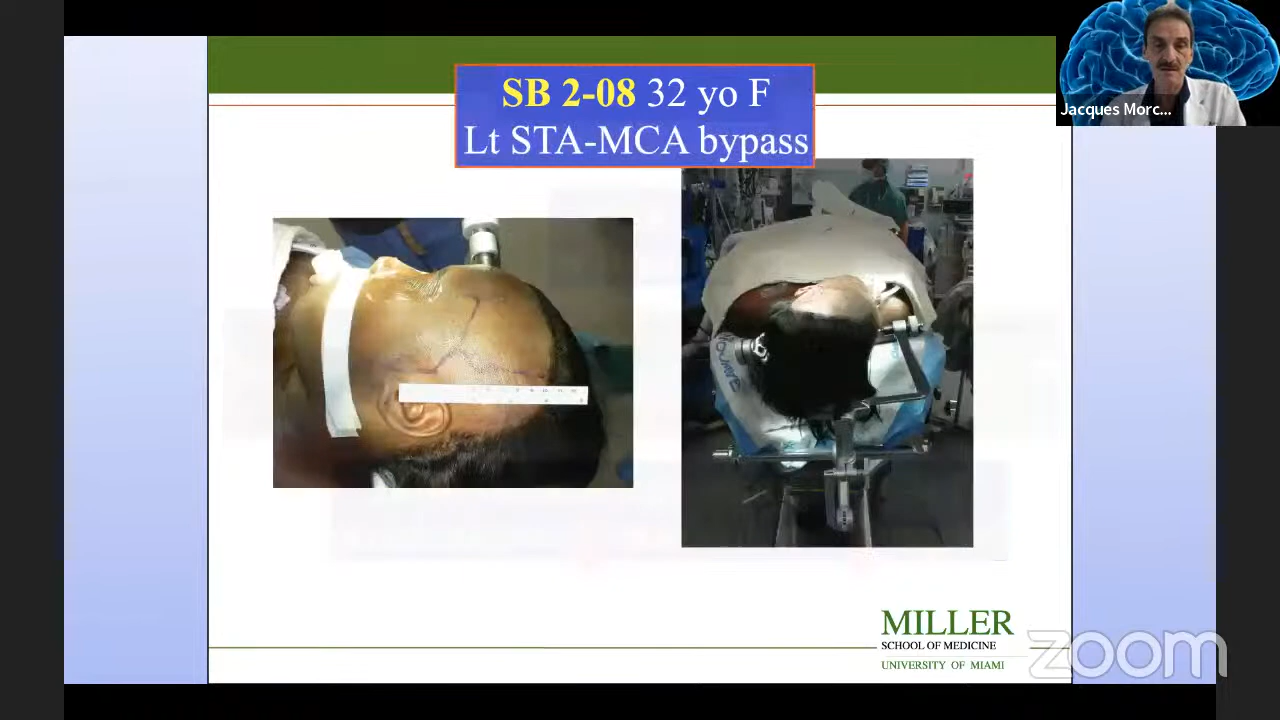 SB 2-08 32 yo F
Lt STA-MCA bypass
Jacques Morc...
MILLER
SCHOOL OF MEDICINE
UNIVERSITY OF MIAMI
zoom